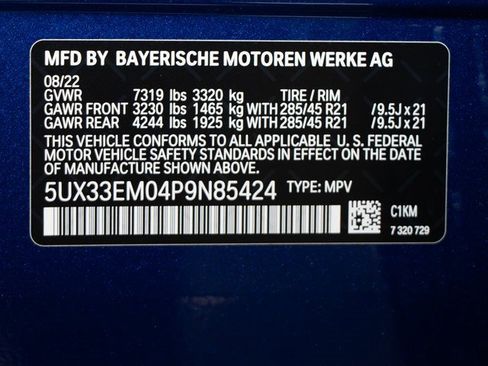 MFD BY BAYERISCHE MOTOREN WERKE AG
08/22
GVWR 7319 lbs 3320 kg TIRE / RIM
GAWR FRONT 3230 lbs 1465 kg WITH 285/45 R21 /9.5J x 21
GAWR REAR 4244 lbs 1925 kg WITH 285/45 R21 /9.5J x 21
THIS VEHICLE CONFORMS TO ALL APPLICABLE U. S. FEDERAL
MOTOR VEHICLE SAFETY STANDARDS IN EFFECT ON THE DATE
OF MANUFACTURE SHOWN ABOVE.
5UX33EM04P9N85424 TYPE: MPV
C1KM
7 320 729